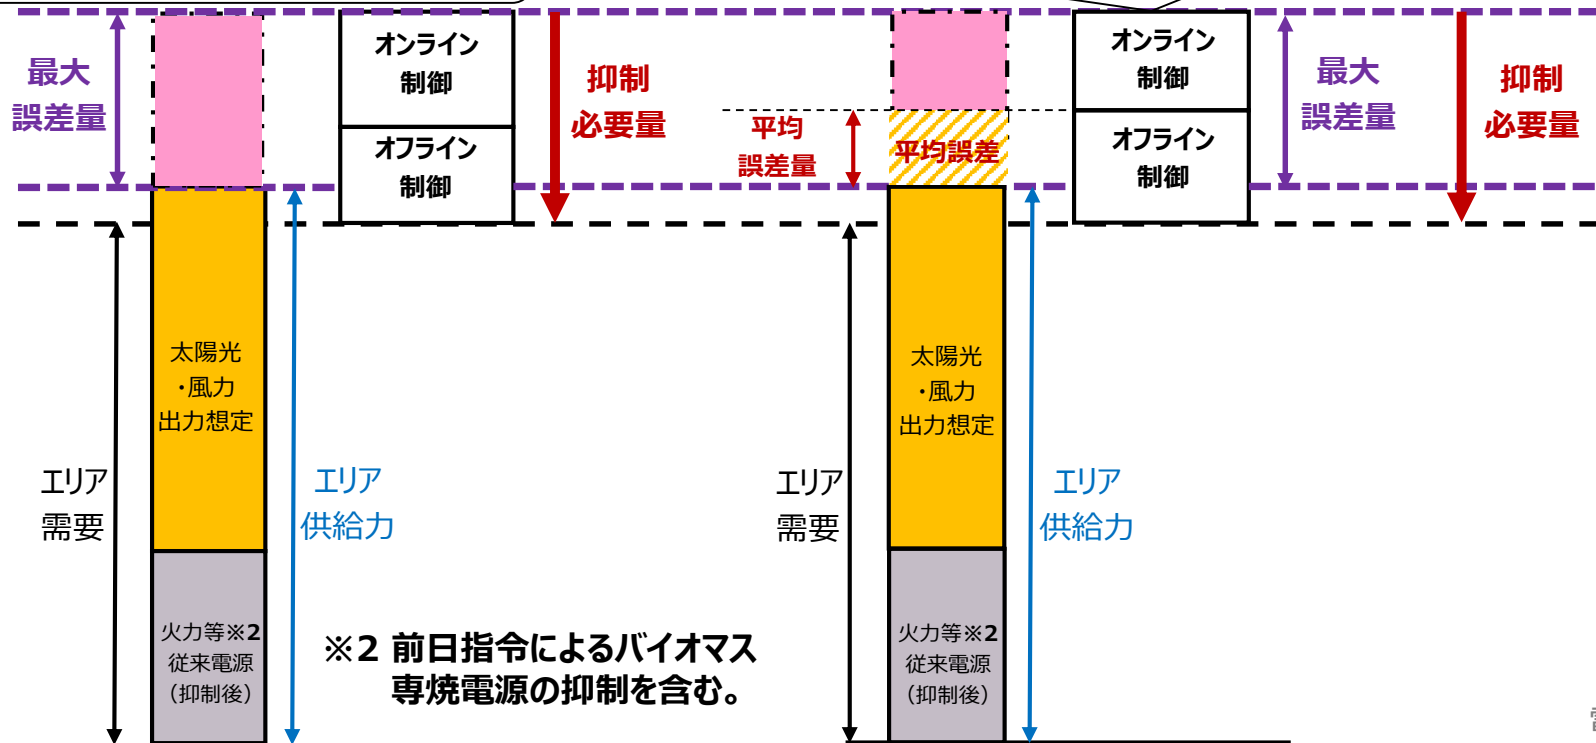 最大
誤差量
オンライン
制御
オフライン
制御
抑制
必要量
太陽光
・風力
出力想定
エリア
需要
エリア
供給力
火力等※2
従来電源
（抑制後）
※2 前日指令によるバイオマス
専焼電源の抑制を含む。
平均
誤差量
平均誤差
オンライン
制御
オフライン
制御
最大
誤差量
抑制
必要量
太陽光
・風力
出力想定
エリア
需要
エリア
供給力
火力等※2
従来電源
（抑制後）